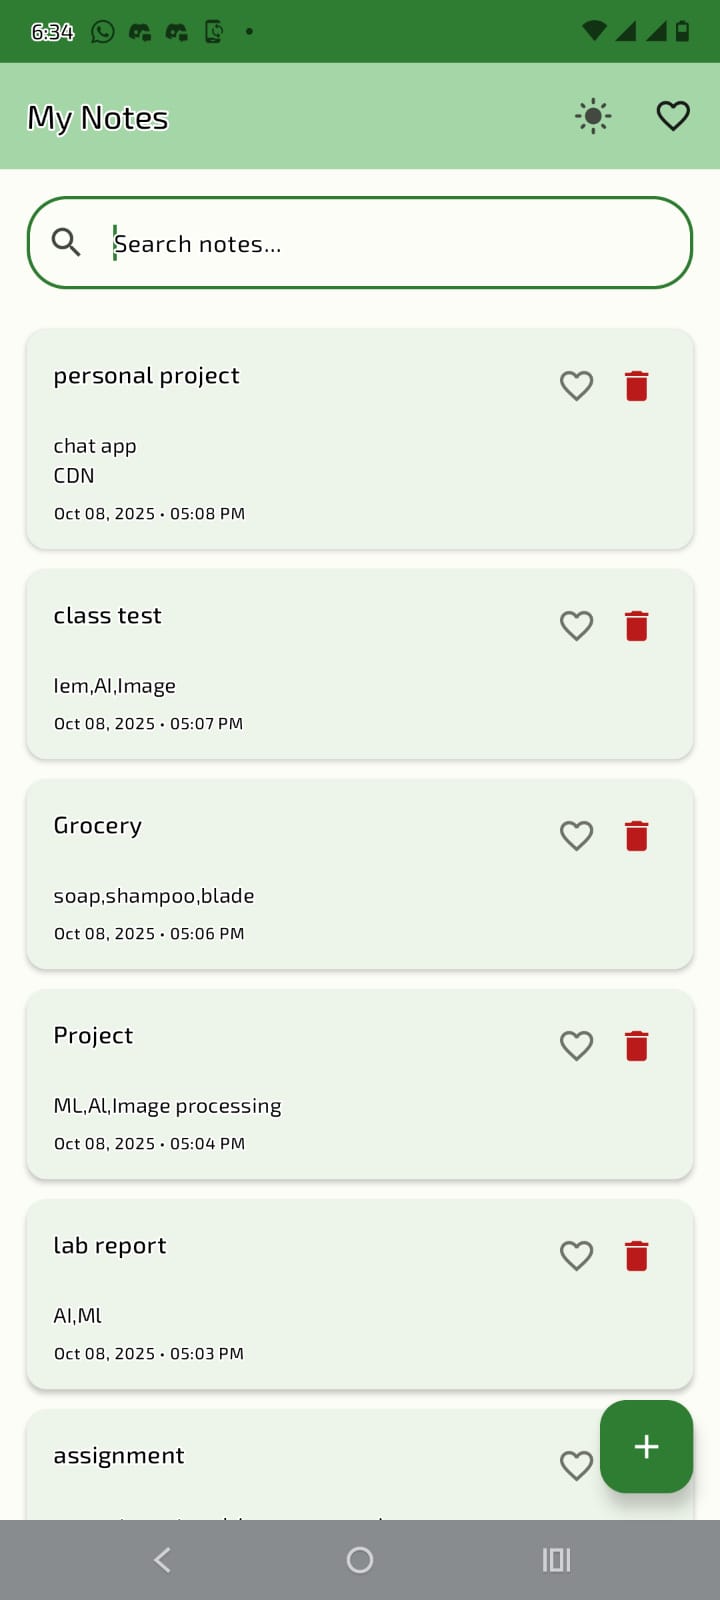 6:34
My Notes
Search notes...
personal project
chat app
CDN
Oct 08, 2025 • 05:08 PM
class test
Iem,AI,Image
Oct 08, 2025 • 05:07 PM
Grocery
soap,shampoo,blade
Oct 08, 2025 • 05:06 PM
Project
ML,Al,Image processing
Oct 08, 2025 • 05:04 PM
lab report
AI,Ml
Oct 08, 2025 • 05:03 PM
assignment